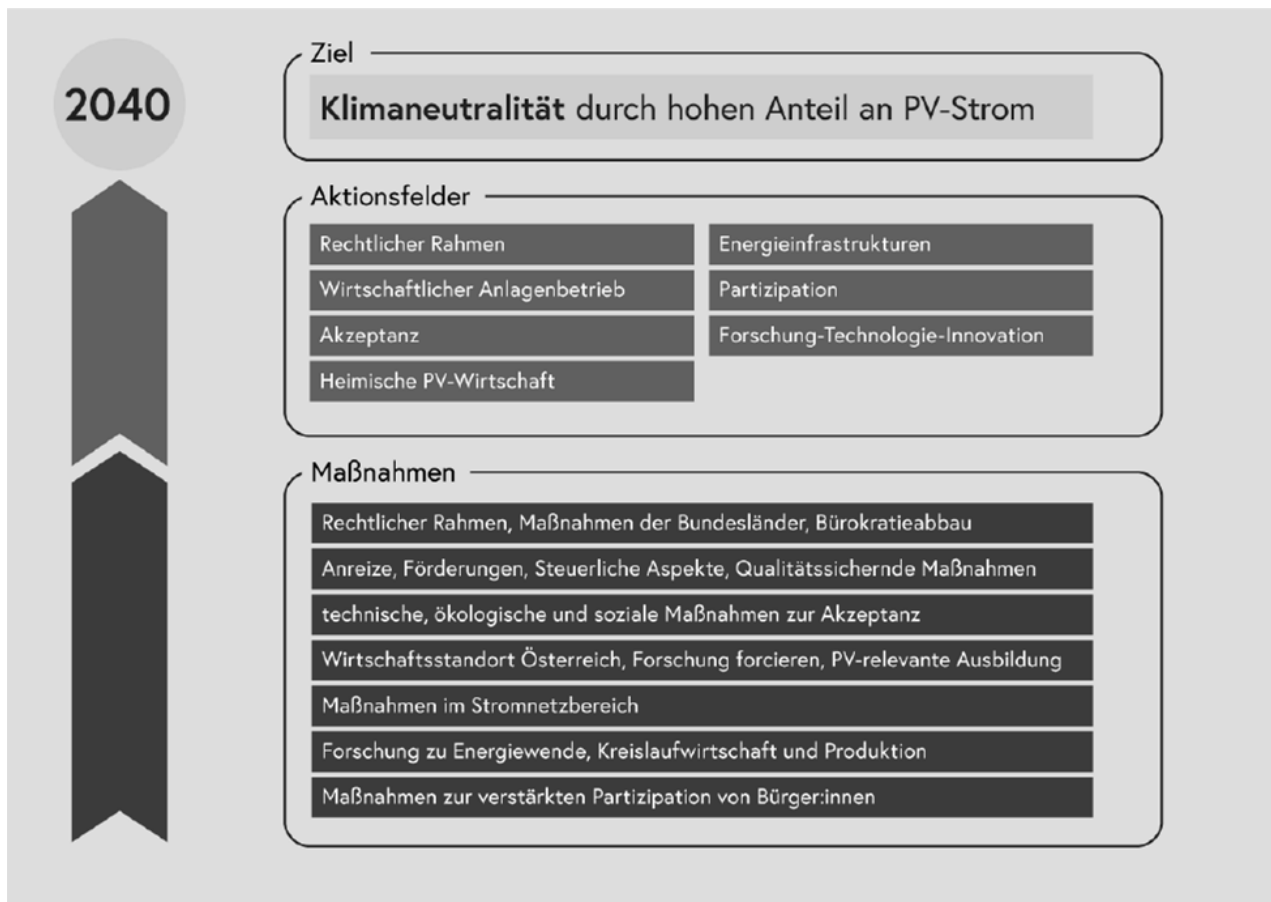 2040
Ziel
Klimaneutralität durch hohen Anteil an PV-Strom
Aktionsfelder
Rechtlicher Rahmen
Wirtschaftlicher Anlagenbetrieb
Akzeptanz
Heimische PV-Wirtschaft
Energieinfrastrukturen
Partizipation
Forschung-Technologie-Innovation
Maßnahmen
Rechtlicher Rahmen, Maßnahmen der Bundesländer, Bürokratieabbau
Anreize, Förderungen, Steuerliche Aspekte, Qualitätssichernde Maßnahmen
technische, ökologische und soziale Maßnahmen zur Akzeptanz
Wirtschaftsstandort Österreich, Forschung forcieren, PV-relevante Ausbildung
Maßnahmen im Stromnetzbereich
Forschung zu Energiewende, Kreislaufwirtschaft und Produktion
Maßnahmen zur verstärkten Partizipation von Bürger:innen